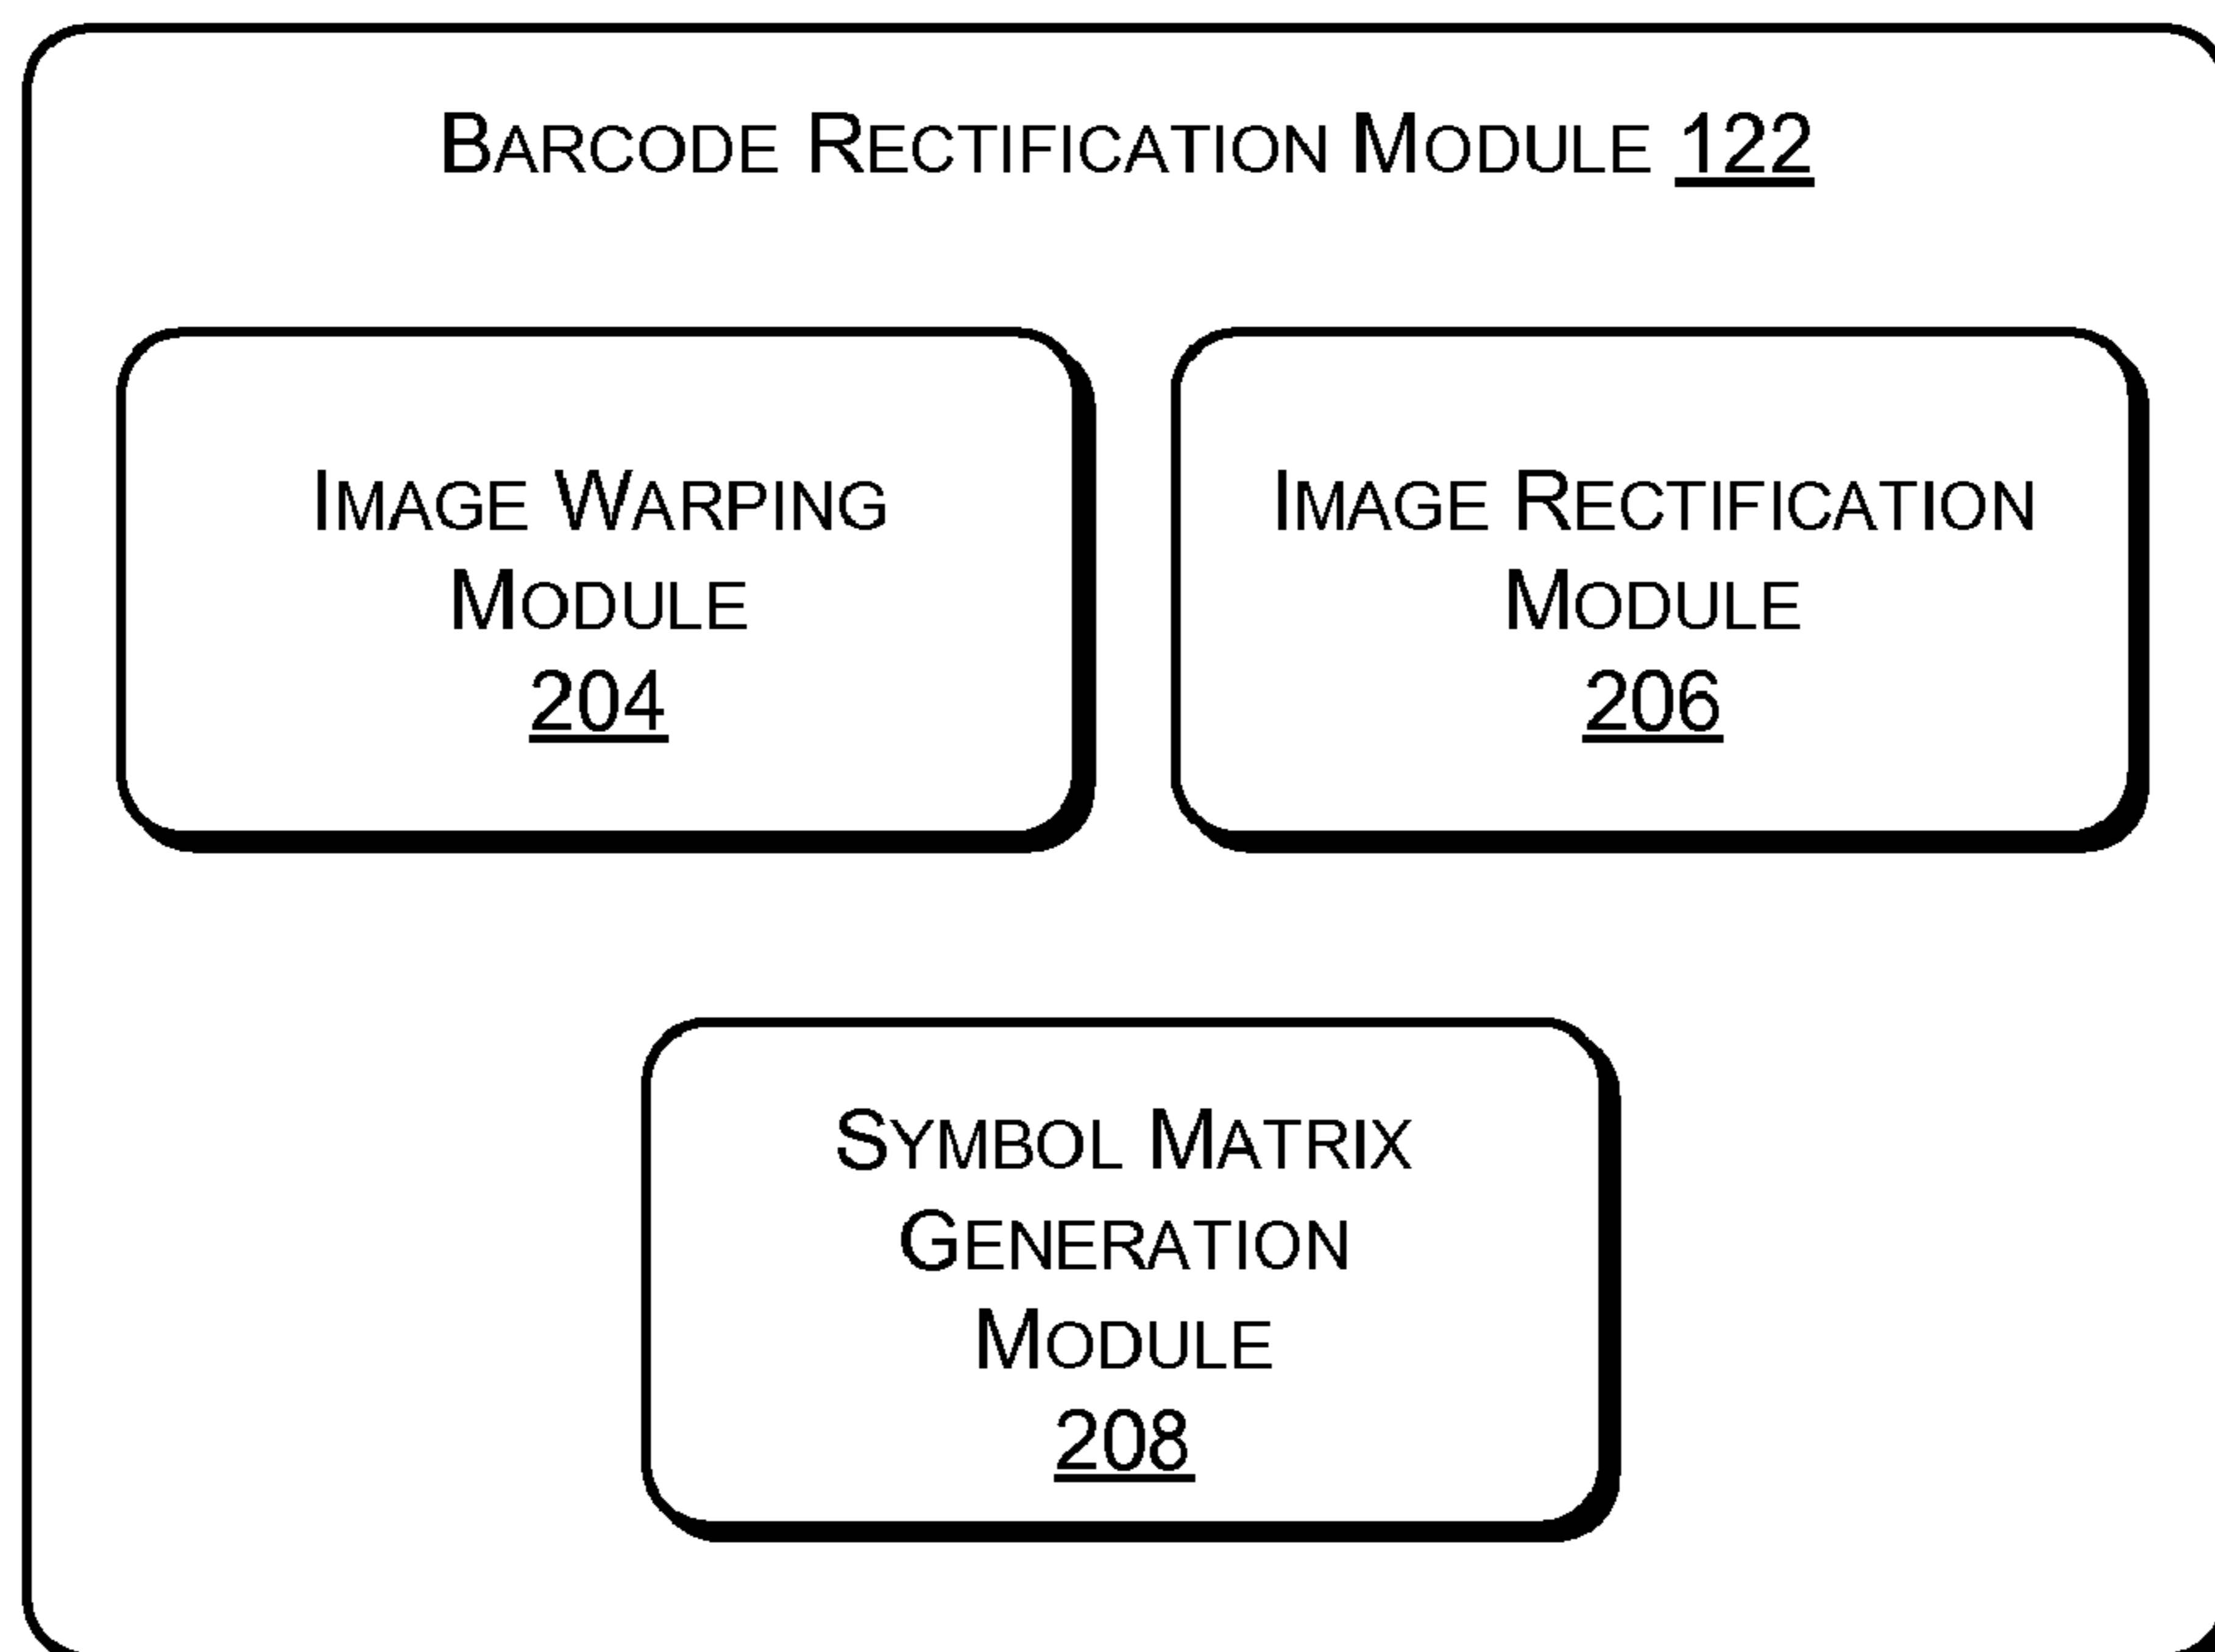 BARCODE RECTIFICATION MODULE 122
IMAGE WARPING
MODULE
204
IMAGE RECTIFICATION
MODULE
206
SYMBOL MATRIX
GENERATION
MODULE
208